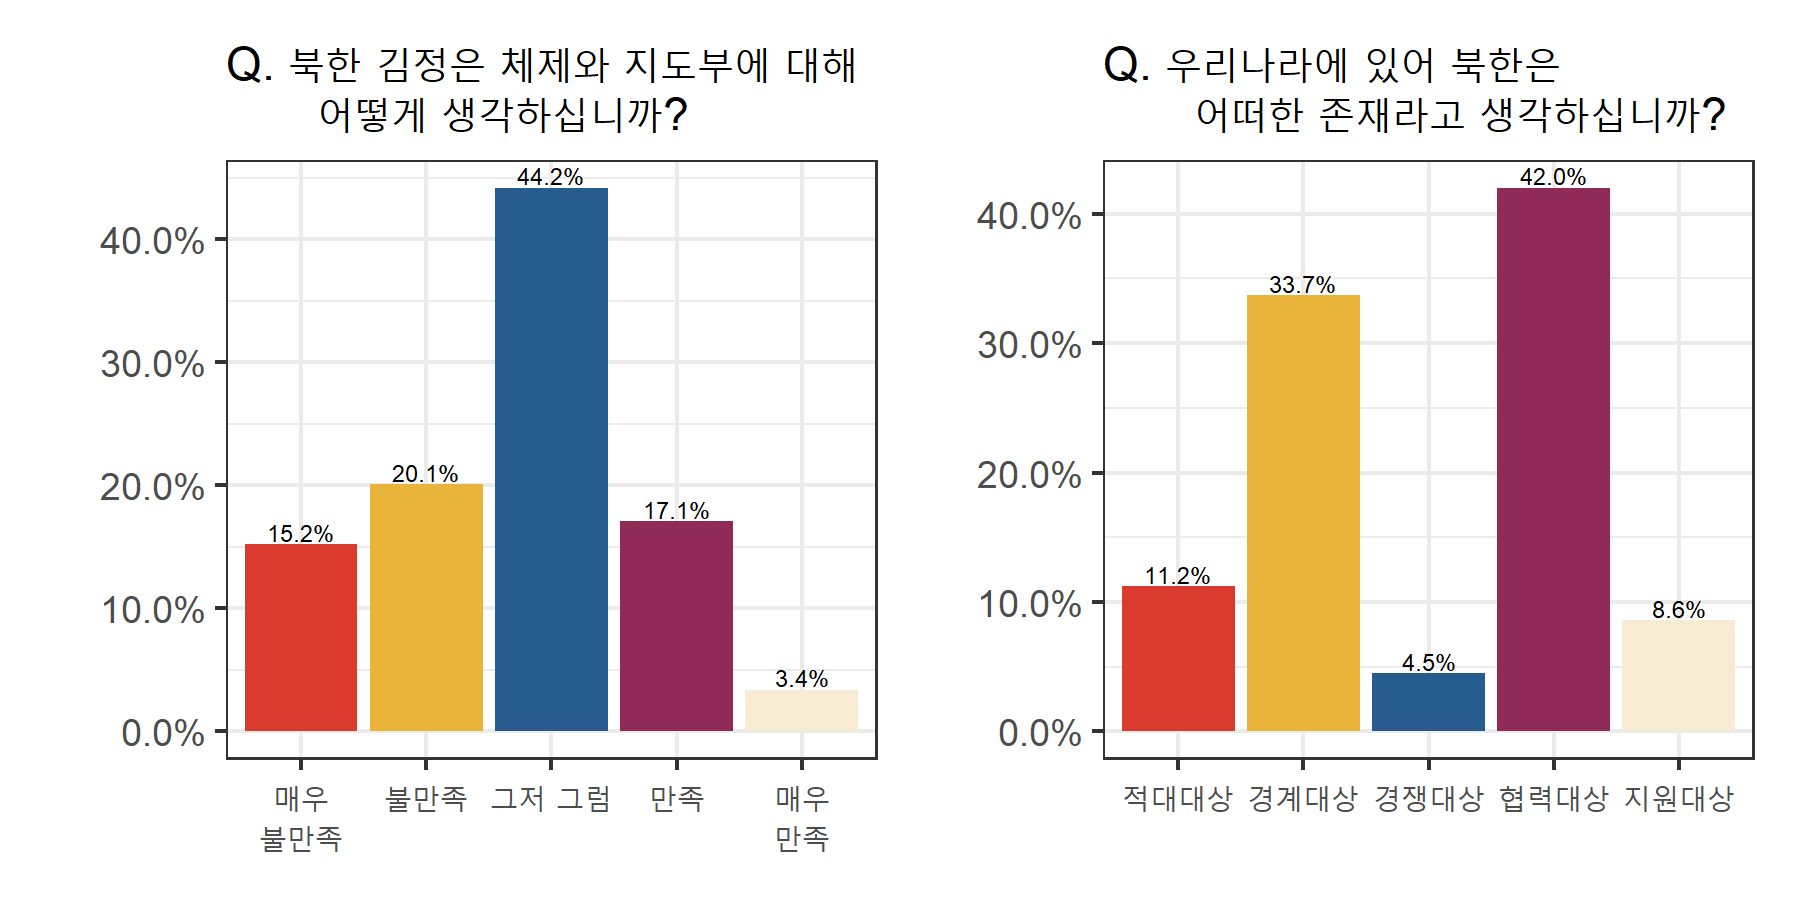 Q. 북한 김정은 체제와 지도부에 대해
어떻게 생각하십니까?
44.2%
40.0%
30.0%
20.1%
20.0%
17.1%
15.2%
10.0%
3.4%
0.0%
매우 불만족 그저 그럼 만족 매우
불만족 만족
Q. 우리나라에 있어 북한은
어떠한 존재라고 생각하십니까?
42.0%
40.0%
33.7%
30.0%
20.0%
11.2%
10.0%
8.6%
4.5%
0.0%
적대대상 경계대상 경쟁대상 협력대상 지원대상